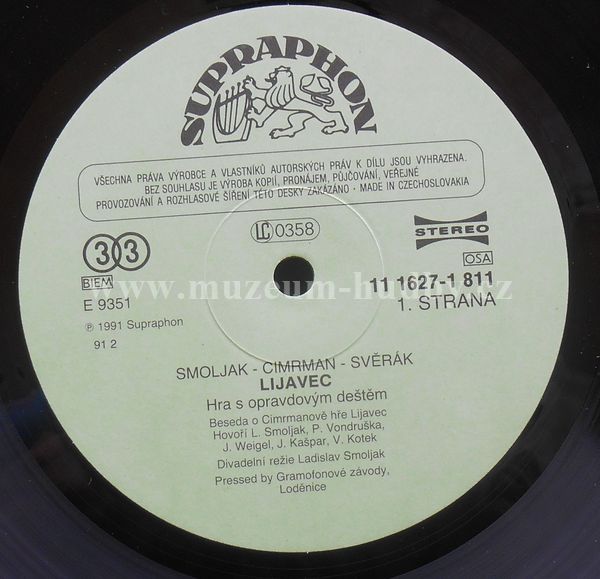 SUPRAPHON
VŠECHNA PRÁVA VÝROBCE A VLASTNÍKŮ AUTORSKÝCH PRÁV K DÍLU JSOU VYHRAZENA.
BEZ SOUHLASU JE VÝROBA KOPIÍ, PRONÁJEM, PŮJČOVÁNÍ, VEŘEJNÉ
PROVOZOVÁNÍ A ROZHLASOVÉ ŠÍŘENÍ TÉTO DESKY ZAKÁZÁNO · MADE IN CZECHOSLOVAKIA
LC 0358
STEREO
33
BIEM
OSA
E 9351
11 1627-1 811
1. STRANA
www.muzeum-hudby.cz
℗ 1991 Supraphon
91 2
SMOLJAK - CIMRMAN - SVĚRÁK
LIJAVEC
Hra s opravdovým deštěm
Beseda o Cimrmanově hře Lijavec
Hovoří L. Smoljak, P. Vondruška,
J. Weigel, J. Kašpar, V. Kotek
Divadelní režie Ladislav Smoljak
Pressed by Gramofonové závody,
Loděnice